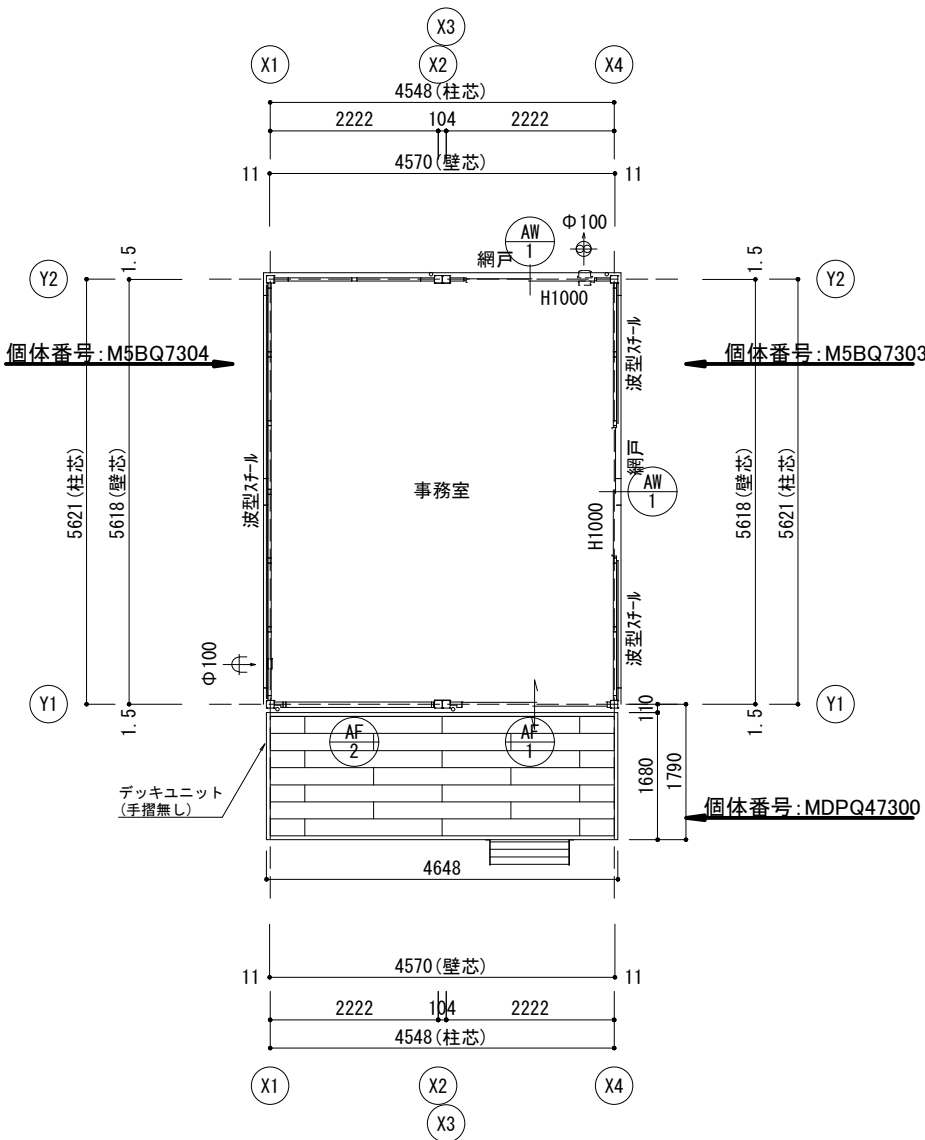 X3
X1
X2
X4
4548(柱芯)
2222
104
2222
4570(壁芯)
11
11
Φ100
AW
1
網戸
H1000
1.5
1.5
Y2
Y2
個体番号:M5BQ7304
個体番号:M5BQ7303
波型スチール
5621(柱芯)
5618(壁芯)
波型スチール
事務室
網戸
AW
1
H1000
5618(壁芯)
5621(柱芯)
波型スチール
Φ100
Y1
Y1
1.5
1.5
110
AF
2
AF
1
1680
1790
デッキユニット
(手摺無し)
個体番号:MDPQ47300
4648
4570(壁芯)
11
11
2222
104
2222
4548(柱芯)
X1
X2
X4
X3